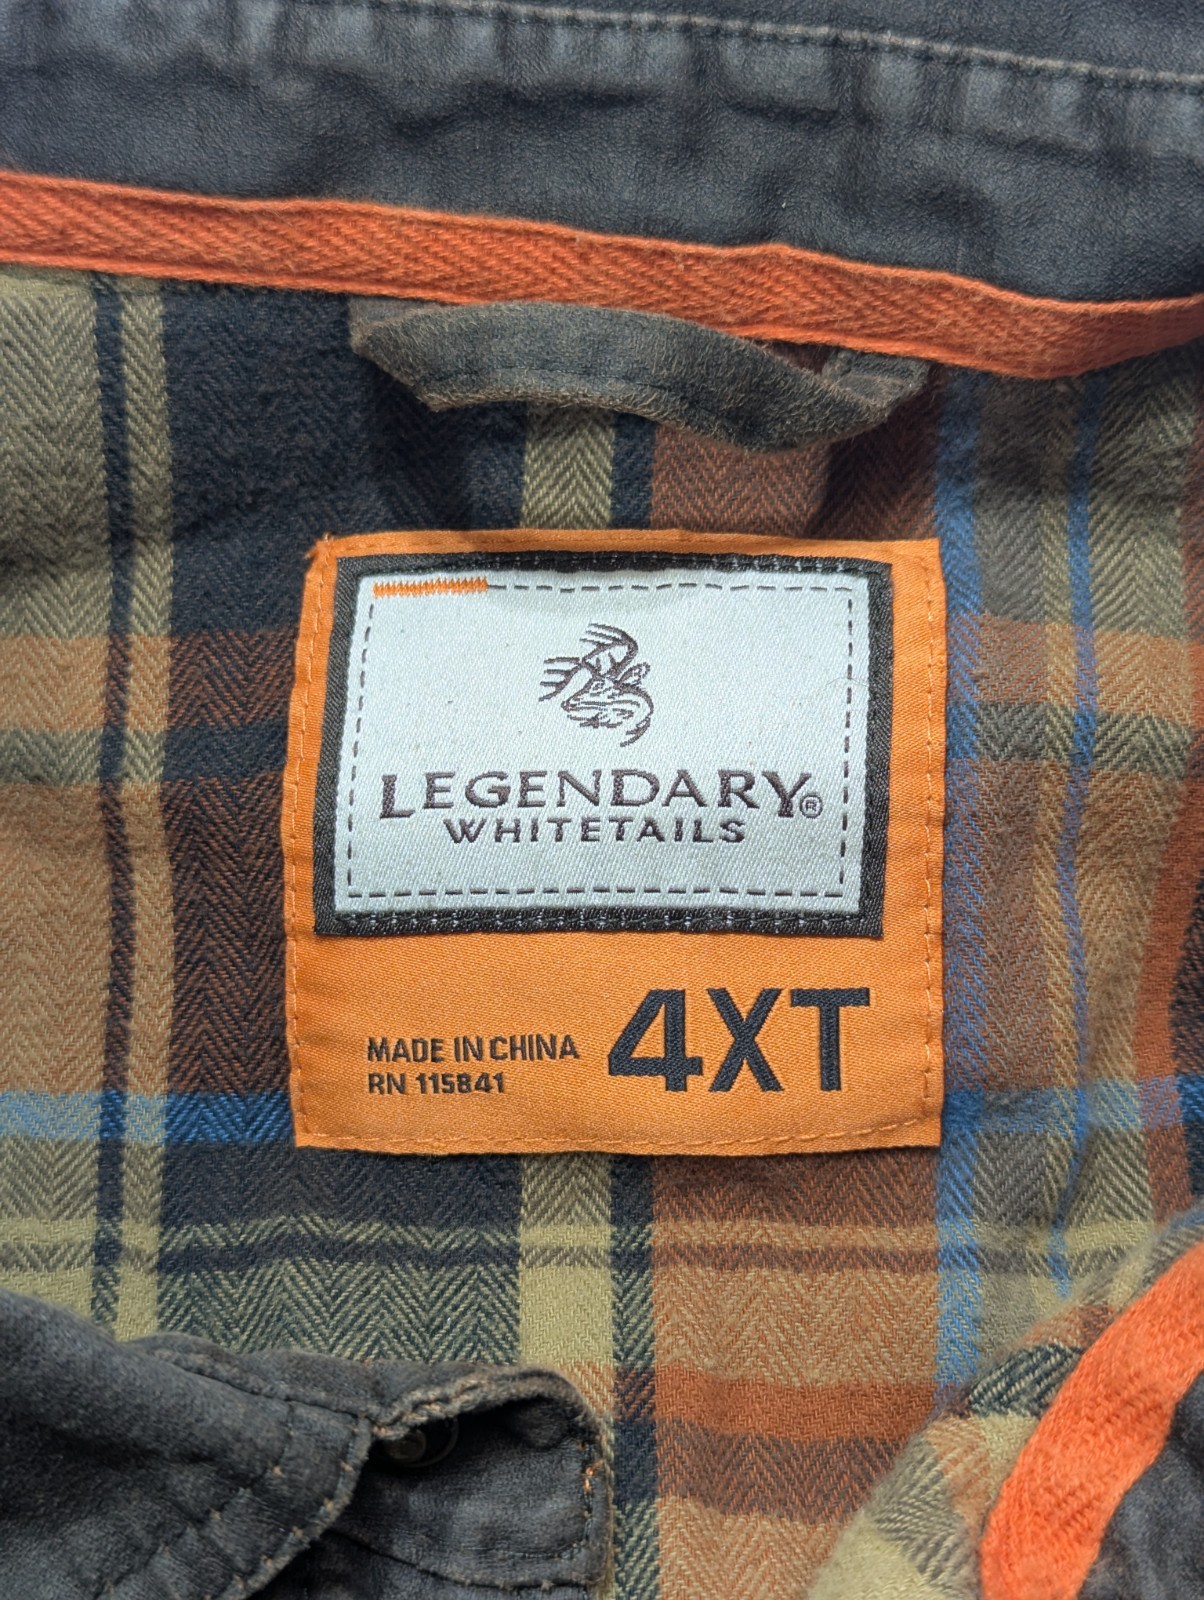 LEGENDARY®
WHITETAILS
MADE IN CHINA
RN 115841
4XT